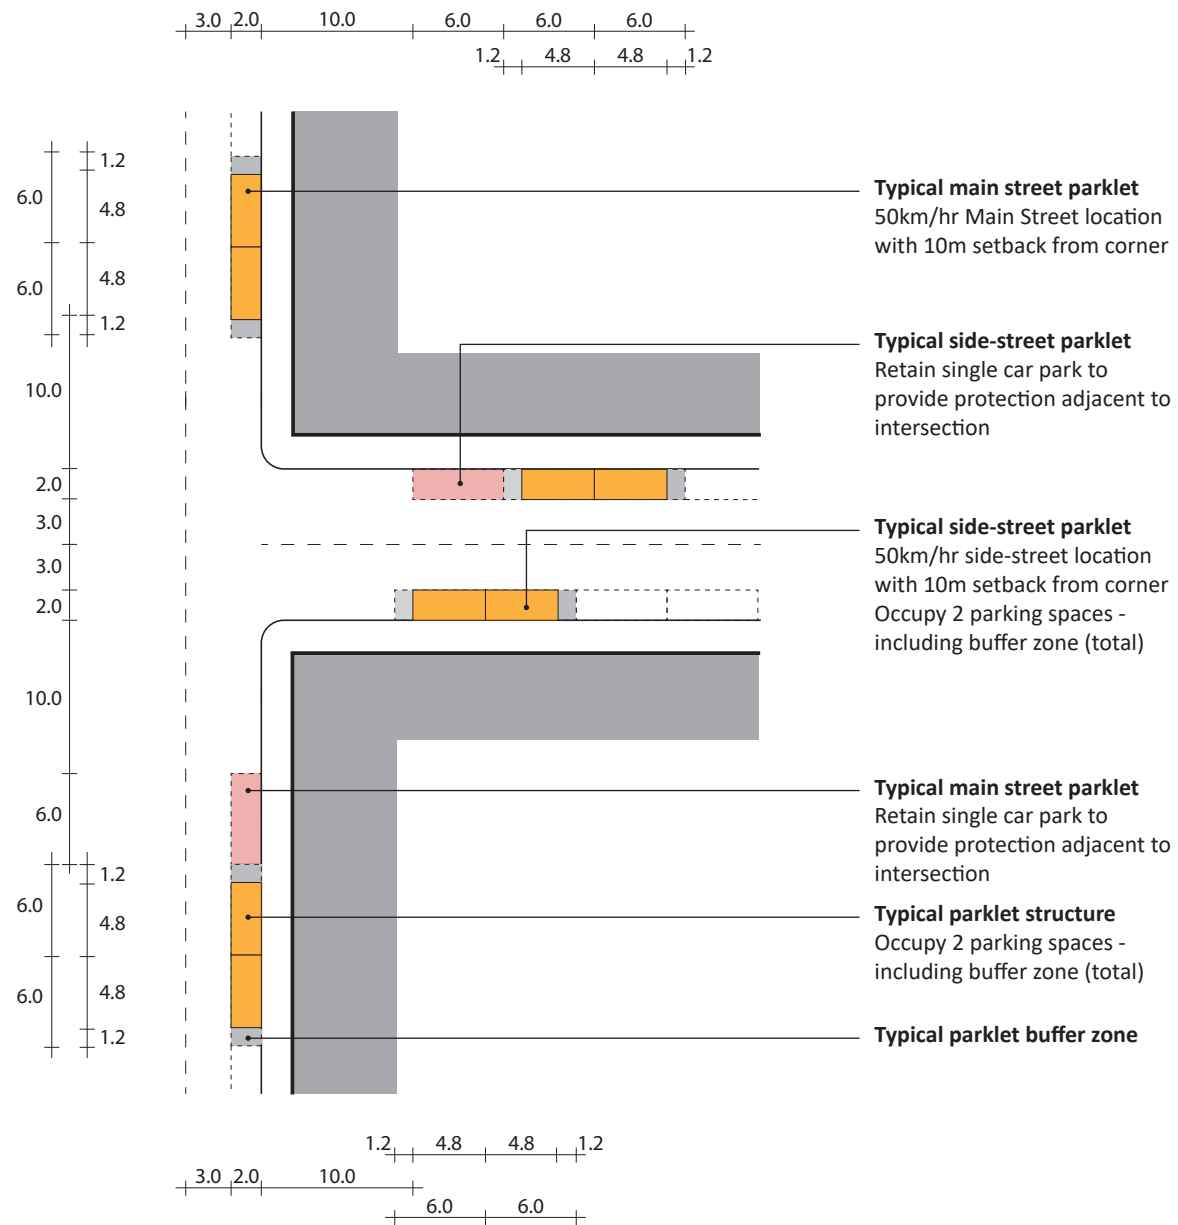 3.0 2.0 10.0 6.0 6.0 6.0
1.2 4.8 4.8 1.2
1.2
6.0
4.8
4.8
6.0
1.2
10.0
2.0
3.0
3.0
2.0
10.0
6.0
1.2
6.0
4.8
4.8
6.0
1.2
Typical main street parklet
50km/hr Main Street location
with 10m setback from corner
Typical side-street parklet
Retain single car park to
provide protection adjacent to
intersection
Typical side-street parklet
50km/hr side-street location
with 10m setback from corner
Occupy 2 parking spaces -
including buffer zone (total)
Typical main street parklet
Retain single car park to
provide protection adjacent to
intersection
Typical parklet structure
Occupy 2 parking spaces -
including buffer zone (total)
Typical parklet buffer zone
1.2 4.8 4.8 1.2
3.0 2.0 10.0
6.0 6.0